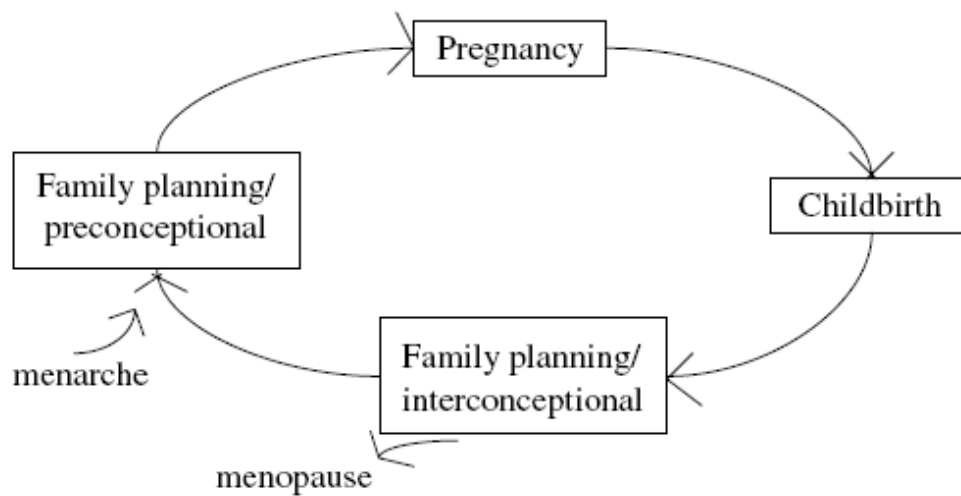 Pregnancy
Family planning/
preconceptional
Childbirth
Family planning/
interconceptional
menarche
menopause